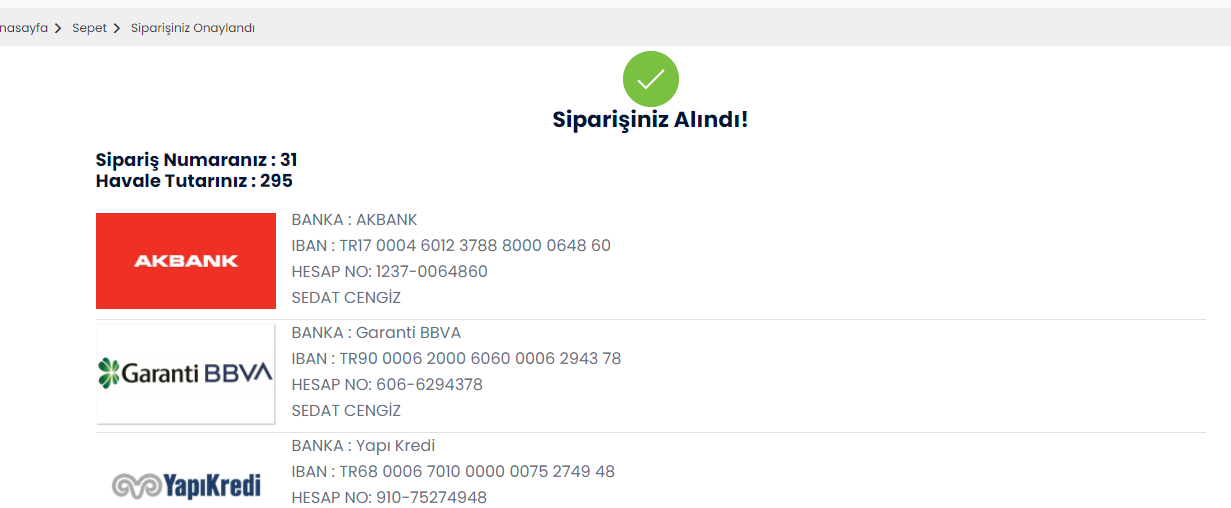 nasayfa > Sepet > Siparişiniz Onaylandı
Siparişiniz Alındı!
Sipariş Numaranız : 31
Havale Tutarınız : 295
AKBANK
BANKA : AKBANK
IBAN : TR17 0004 6012 3788 8000 0648 60
HESAP NO: 1237-0064860
SEDAT CENGİZ
Garanti BBVA
BANKA : Garanti BBVA
IBAN : TR90 0006 2000 6060 0006 2943 78
HESAP NO: 606-6294378
SEDAT CENGİZ
YapıKredi
BANKA : Yapı Kredi
IBAN : TR68 0006 7010 0000 0075 2749 48
HESAP NO: 910-75274948